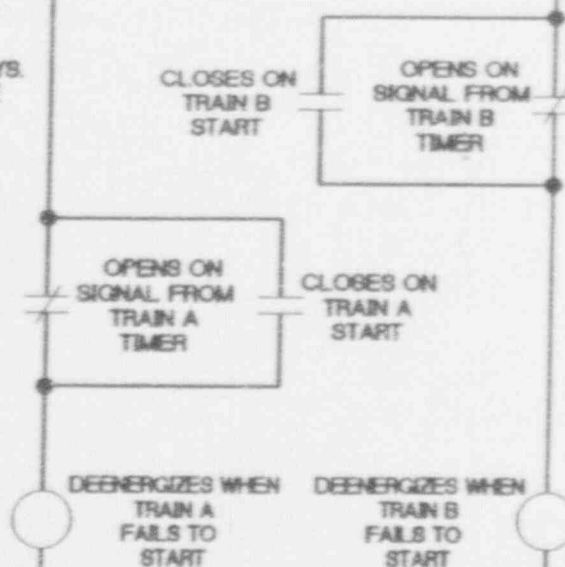 YS.
CLOSES ON
TRAIN B
START
OPENS ON
SIGNAL FROM
TRAIN B
TIMER
OPENS ON
SIGNAL FROM
TRAIN A
TIMER
CLOSES ON
TRAIN A
START
DEENERGIZES WHEN
TRAIN A
FAILS TO
START
DEENERGIZES WHEN
TRAIN B
FAILS TO
START